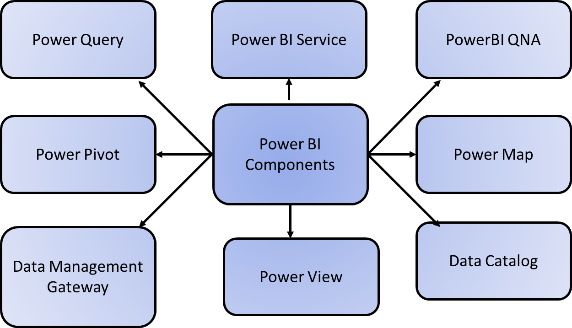 Power Query
Power BI Service
PowerBI QNA
Power Pivot
Power BI
Components
Power Map
Data Management
Gateway
Power View
Data Catalog